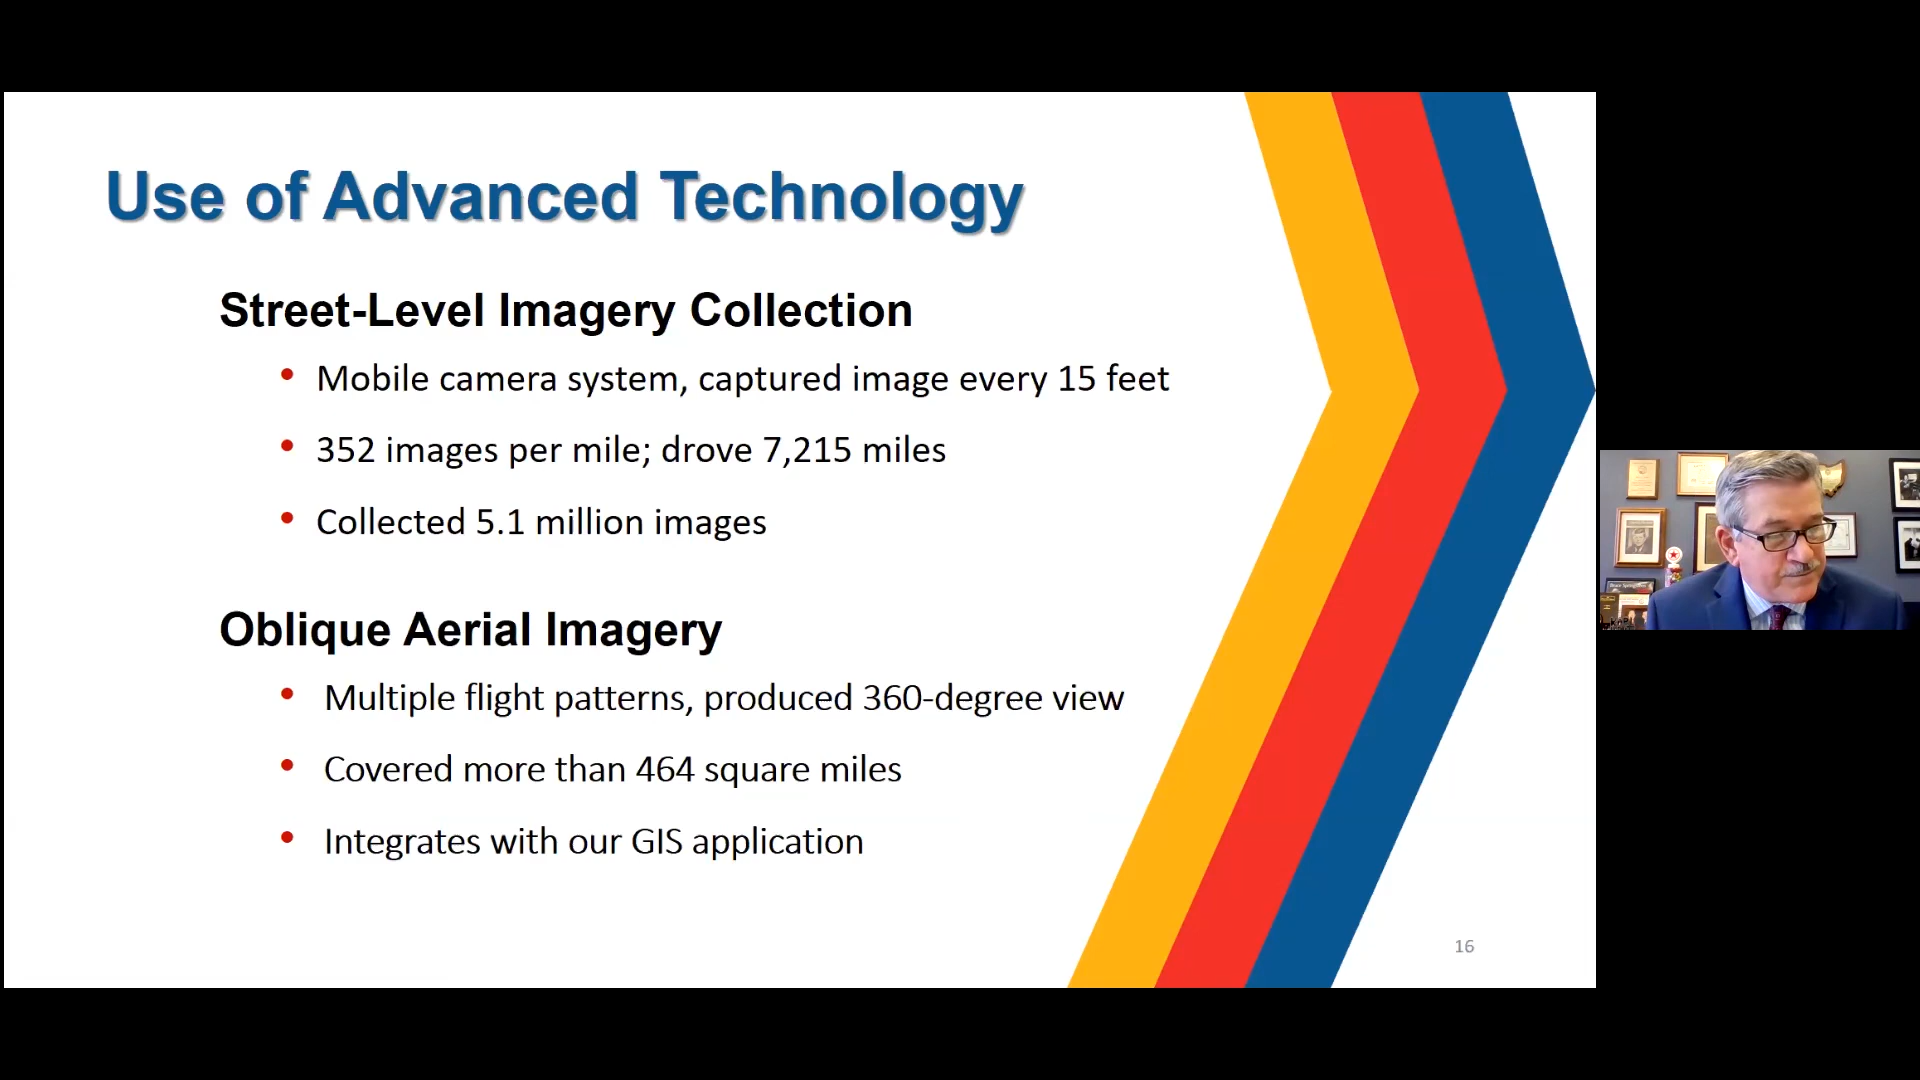 Use of Advanced Technology
Street-Level Imagery Collection
• Mobile camera system, captured image every 15 feet
• 352 images per mile; drove 7,215 miles
• Collected 5.1 million images
Oblique Aerial Imagery
• Multiple flight patterns, produced 360-degree view
• Covered more than 464 square miles
• Integrates with our GIS application
16